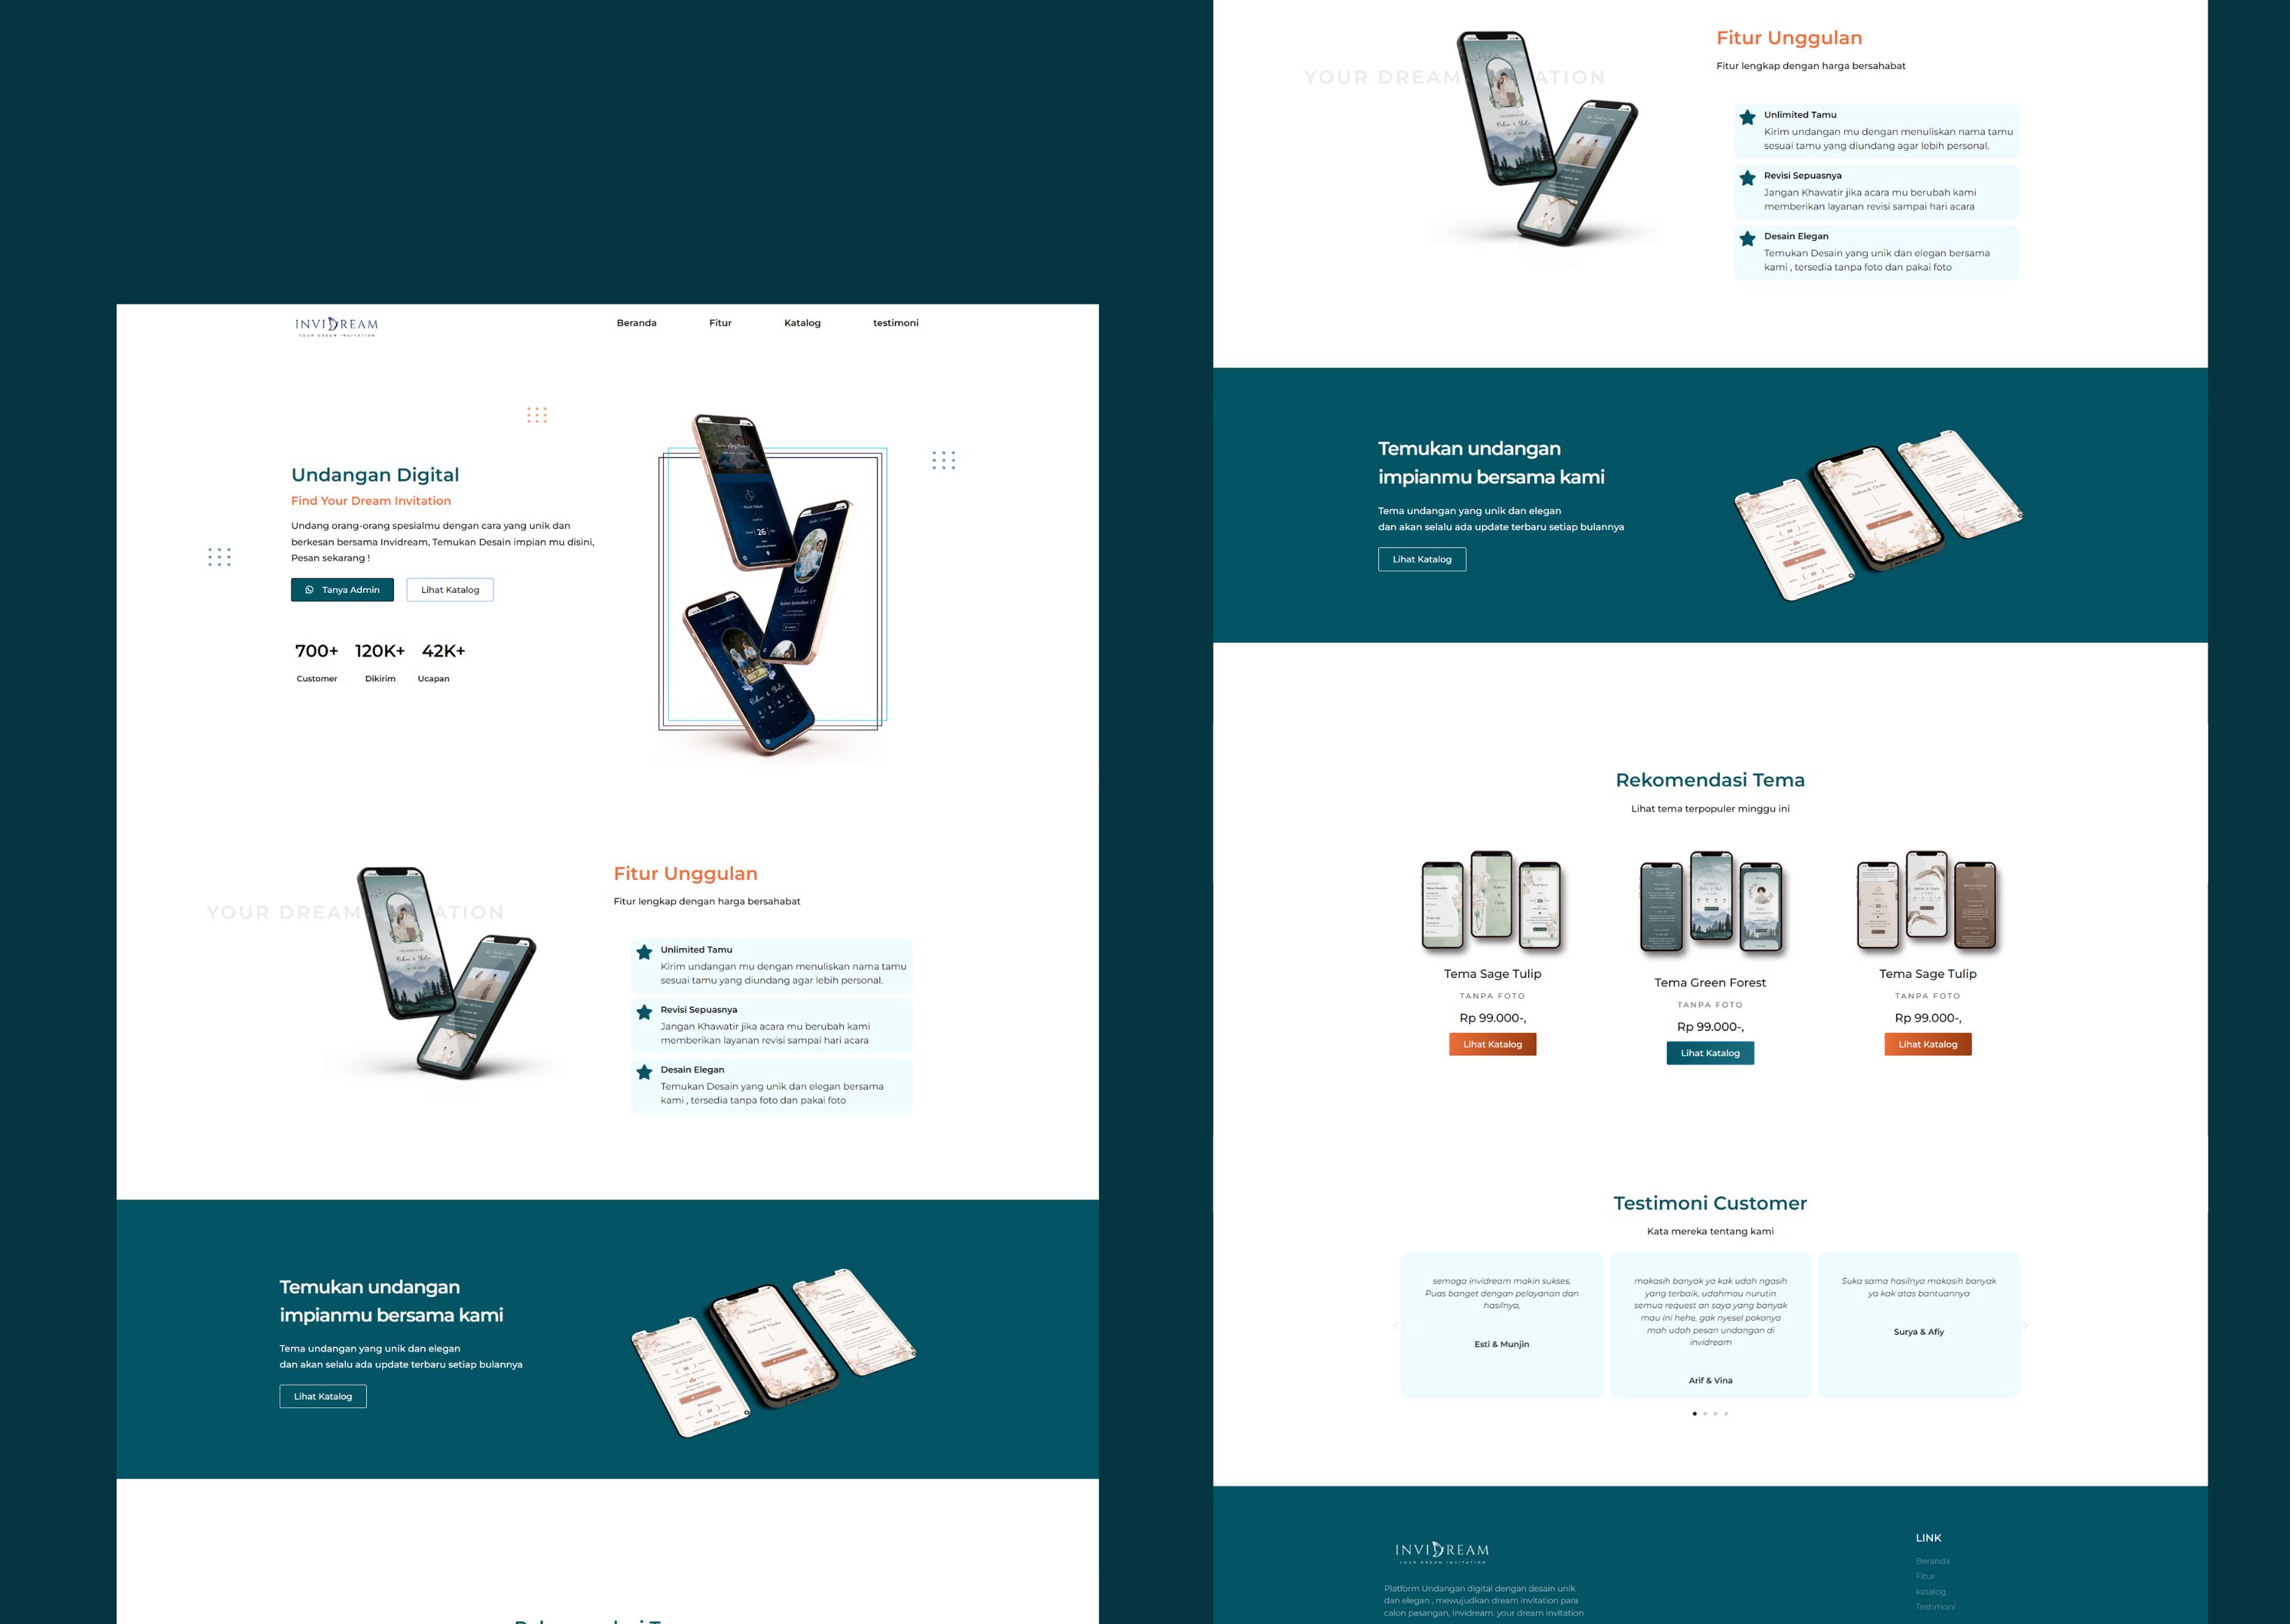 INVIDREAM
YOUR DREAM INVITATION
Beranda
Fitur
Katalog
testimoni
Undangan Digital
Find Your Dream Invitation
Undang orang-orang spesialmu dengan cara yang unik dan
berkesan bersama Invidream, Temukan Desain impian mu disini,
Pesan sekarang !
Tanya Admin
Lihat Katalog
700+ 120K+ 42K+
Customer Dikirim Ucapan
26
YOUR DREAM
ATION
Fitur Unggulan
Fitur lengkap dengan harga bersahabat
Unlimited Tamu
Kirim undangan mu dengan menuliskan nama tamu
sesuai tamu yang diundang agar lebih personal.
Revisi Sepuasnya
Jangan Khawatir jika acara mu berubah kami
memberikan layanan revisi sampai hari acara
Desain Elegan
Temukan Desain yang unik dan elegan bersama
kami , tersedia tanpa foto dan pakai foto
Temukan undangan
impianmu bersama kami
Tema undangan yang unik dan elegan
dan akan selalu ada update terbaru setiap bulannya
Lihat Katalog
YOUR DREAM
ATION
Fitur Unggulan
Fitur lengkap dengan harga bersahabat
Unlimited Tamu
Kirim undangan mu dengan menuliskan nama tamu
sesuai tamu yang diundang agar lebih personal.
Revisi Sepuasnya
Jangan Khawatir jika acara mu berubah kami
memberikan layanan revisi sampai hari acara
Desain Elegan
Temukan Desain yang unik dan elegan bersama
kami , tersedia tanpa foto dan pakai foto
Temukan undangan
impianmu bersama kami
Tema undangan yang unik dan elegan
dan akan selalu ada update terbaru setiap bulannya
Lihat Katalog
Rekomendasi Tema
Lihat tema terpopuler minggu ini
Tema Sage Tulip
TANPA FOTO
Rp 99.000-,
Lihat Katalog
Tema Green Forest
TANPA FOTO
Rp 99.000-,
Lihat Katalog
Tema Sage Tulip
TANPA FOTO
Rp 99.000-,
Lihat Katalog
Testimoni Customer
Kata mereka tentang kami
semoga invidream makin sukses,
Puas banget dengan pelayanan dan
hasilnya,
Esti & Munjin
makasih banyak ya kak udah ngasih
yang terbaik, udahmau nurutin
semua request an saya yang banyak
mau ini hehe, gak nyesel pokonya
mah udah pesan undangan di
invidream
Arif & Vina
Suka sama hasilnya makasih banyak
ya kak atas bantuannya
Surya & Afiy
INVIDREAM
YOUR DREAM INVITATION
Platform Undangan digital dengan desain unik
dan elegan , mewujudkan dream invitation para
calon pasangan, Invidream. your dream invitation
LINK
Beranda
Fitur
katalog
Testimoni